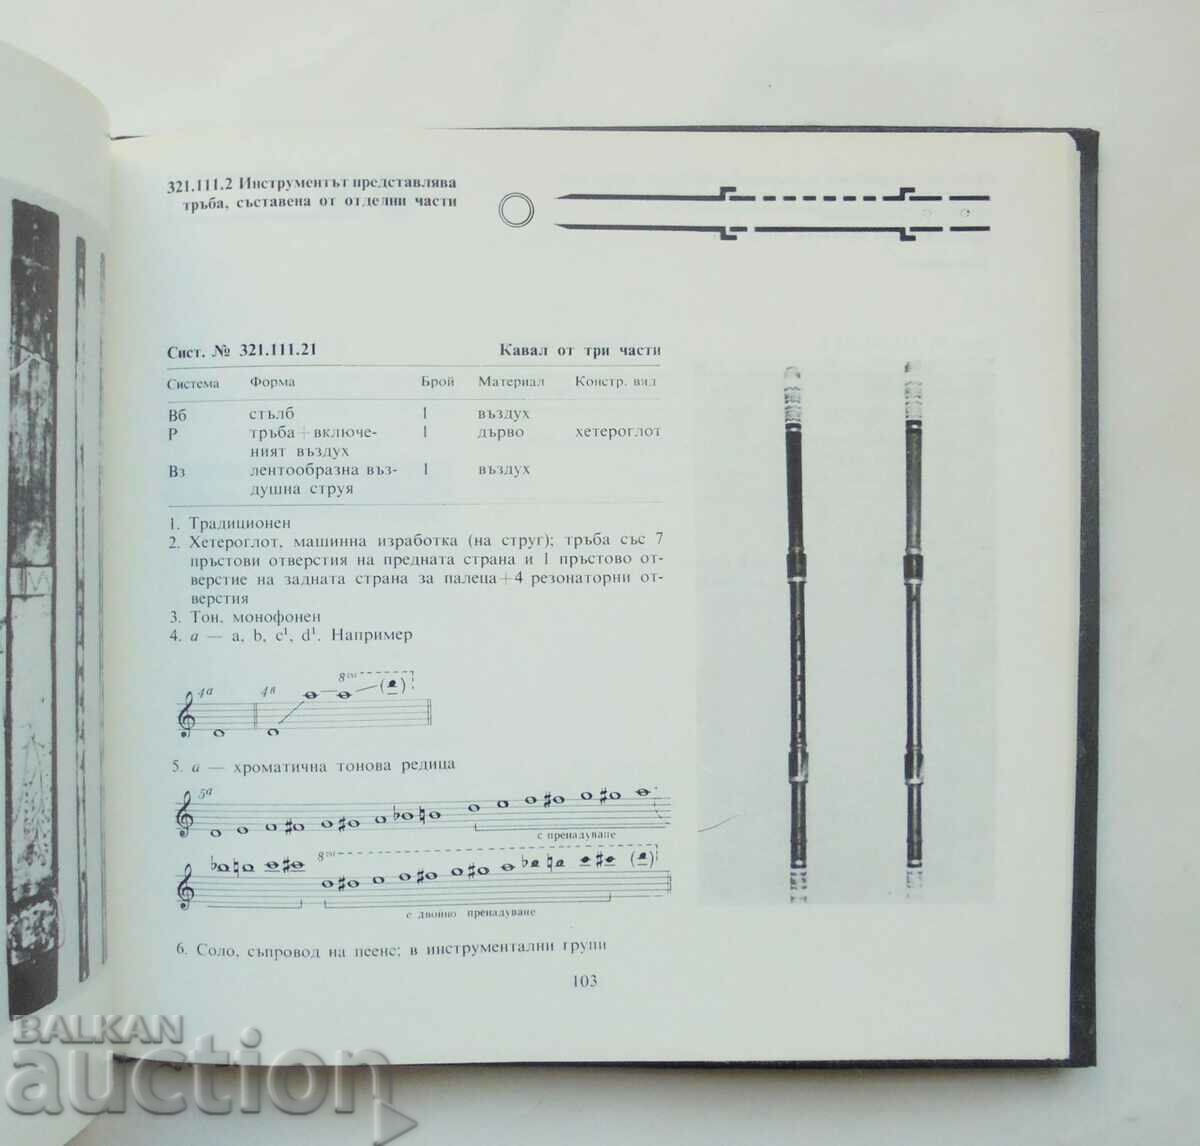 321.111.2 Инструментът представлява
тръба, съставена от отделни части
Сист. № 321.111.21 Кавал от три части
Система Форма Брой Материал Констр. вид
Вб стълб 1 въздух
Р тръба+включе- 1 дърво хетероглот
ният въздух
Вз лентообразна въз- 1 въздух
душна струя
1. Традиционен
2. Хетероглот, машинна изработка (на струг); тръба със 7
пръстови отверстия на предната страна и 1 пръстово от-
верстие на задната страна за палеца+4 резонаторни от-
верстия
3. Тон, монофонен
4. а — a, b, c¹, d¹. Например
4а 4в 8
5. а — хроматична тонова редица
5а
с пренадуване
8
с двойно пренадуване
6. Соло, съпровод на пеене; в инструментални групи
103
BALKAN
auction